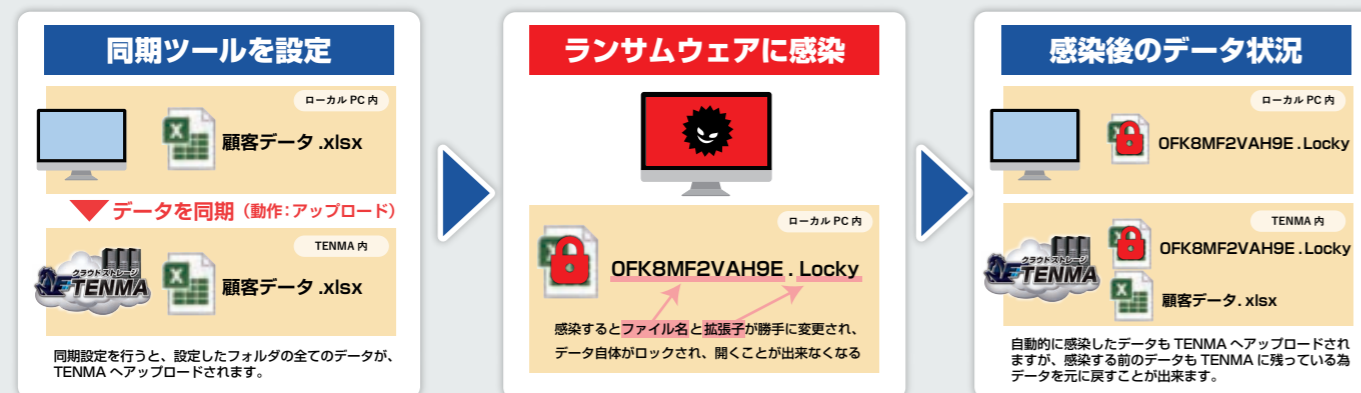 同期ツールを設定
ローカル PC 内
顧客データ .xlsx
データを同期（動作：アップロード）
TENMA 内
クラウドストレージ
TENMA
顧客データ .xlsx
同期設定を行うと、設定したフォルダの全てのデータが、
TENMA へアップロードされます。
ランサムウェアに感染
ローカル PC 内
0FK8MF2VAH9E . Locky
感染するとファイル名と拡張子が勝手に変更され、
データ自体がロックされ、開くことが出来なくなる
感染後のデータ状況
ローカル PC 内
0FK8MF2VAH9E . Locky
TENMA 内
クラウドストレージ
TENMA
0FK8MF2VAH9E . Locky
顧客データ. xlsx
自動的に感染したデータも TENMA へアップロードされ
ますが、感染する前のデータも TENMA に残っている為
データを元に戻すことが出来ます。